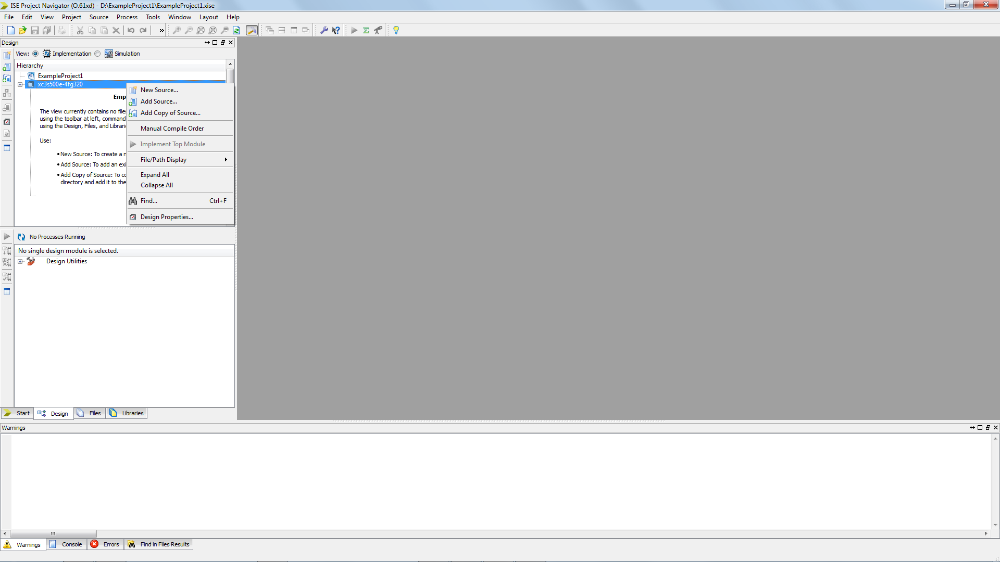 ISE Project Navigator (O.61xd) - D:\ExampleProject1\ExampleProject1.xise
File Edit View Project Source Process Tools Window Layout Help
»
Design
View: Implementation Simulation
Hierarchy
ExampleProject1
xc3s500e-4fg320
The view currently contains no
using the toolbar at left, command
using the Design, Files, and
Use:
• New Source: To create a
• Add Source: To add an
• Add Copy of Source: To
directory and add it to the
New Source...
Add Source...
Add Copy of Source...
Manual Compile Order
Implement Top Module
File/Path Display
Expand All
Collapse All
Find... Ctrl+F
Design Properties...
No Processes Running
No single design module is selected.
Design Utilities
Start Design Files Libraries
Warnings
Warnings Console Errors Find in Files Results